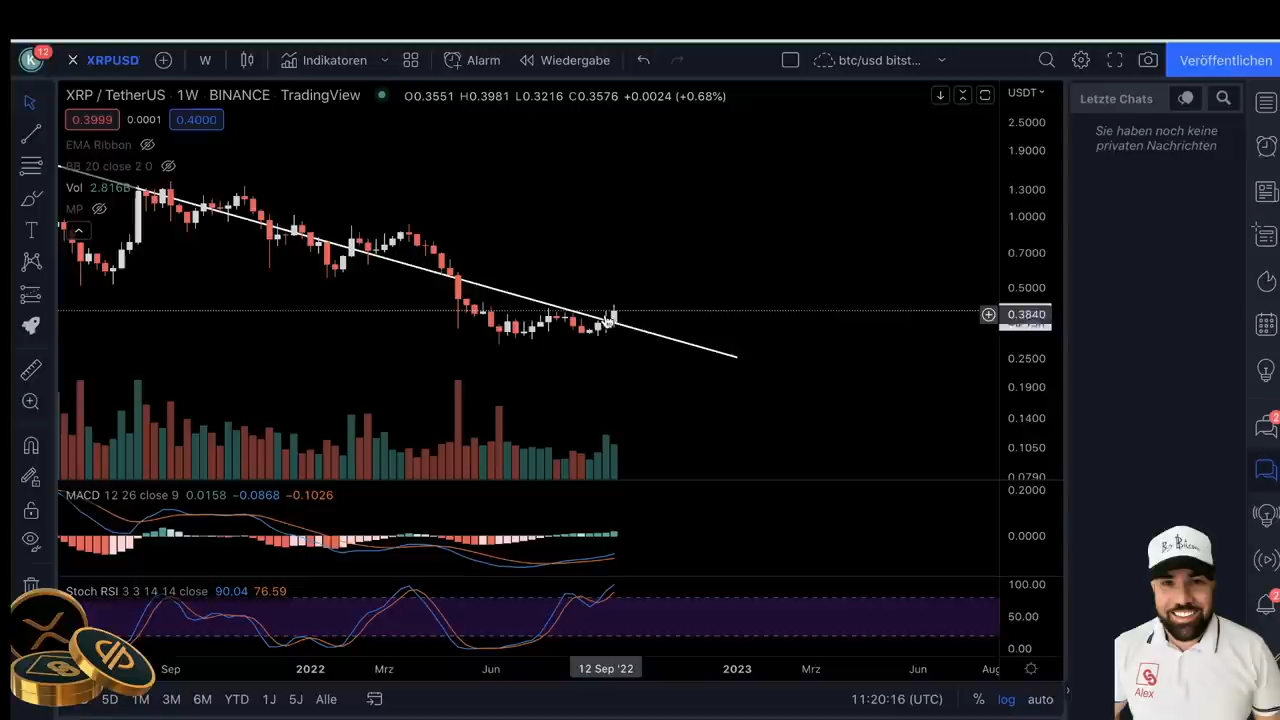 K 12 XRPUSD W Indikatoren Alarm Wiedergabe btc/usd bitst... Veröffentlichen
XRP / TetherUS · 1W · BINANCE · TradingView O0.3551 H0.3981 L0.3216 C0.3576 +0.0024 (+0.68%) USDT
0.3999 0.0001 0.4000
EMA Ribbon
BB 20 close 2 0
Vol 2.816B
MP
2.5000
1.9000
1.3000
1.0000
0.7000
0.5000
0.3840
0.2500
0.1900
0.1400
0.1050
0.0790
MACD 12 26 close 9 0.0158 −0.0868 −0.1026
0.2000
0.0000
Stoch RSI 3 3 14 14 close 90.04 76.59
100.00
50.00
0.00
Sep 2022 Mrz Jun 12 Sep '22 2023 Mrz Jun Aug
5D 1M 3M 6M YTD 1J 5J Alle 11:20:16 (UTC) % log auto
Letzte Chats
Sie haben noch keine
privaten Nachrichten
2
2
Alex